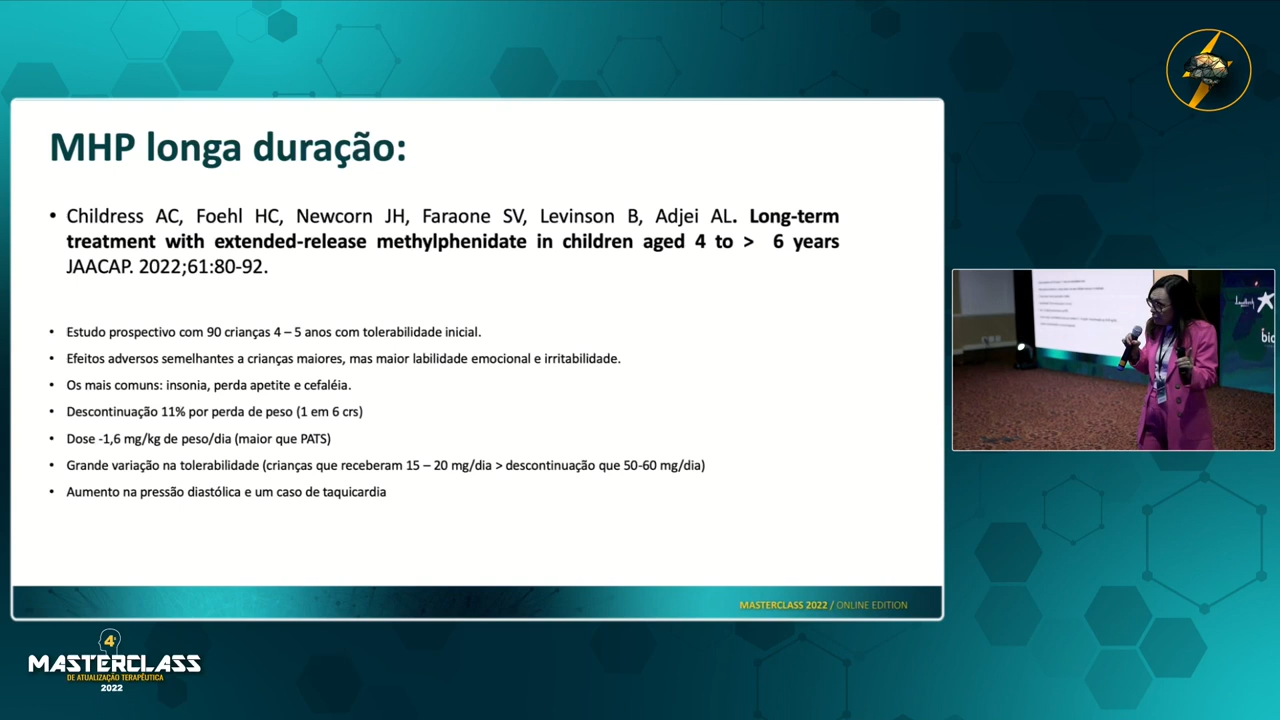 MHP longa duração:
• Childress AC, Foehl HC, Newcorn JH, Faraone SV, Levinson B, Adjei AL. Long-term
treatment with extended-release methylphenidate in children aged 4 to > 6 years
JAACAP. 2022;61:80-92.
• Estudo prospectivo com 90 crianças 4 – 5 anos com tolerabilidade inicial.
• Efeitos adversos semelhantes a crianças maiores, mas maior labilidade emocional e irritabilidade.
• Os mais comuns: insonia, perda apetite e cefaléia.
• Descontinuação 11% por perda de peso (1 em 6 crs)
• Dose -1,6 mg/kg de peso/dia (maior que PATS)
• Grande variação na tolerabilidade (crianças que receberam 15 – 20 mg/dia > descontinuação que 50-60 mg/dia)
• Aumento na pressão diastólica e um caso de taquicardia
MASTERCLASS 2022 / ONLINE EDITION
4ª
MASTERCLASS
DE ATUALIZAÇÃO TERAPÊUTICA
2022